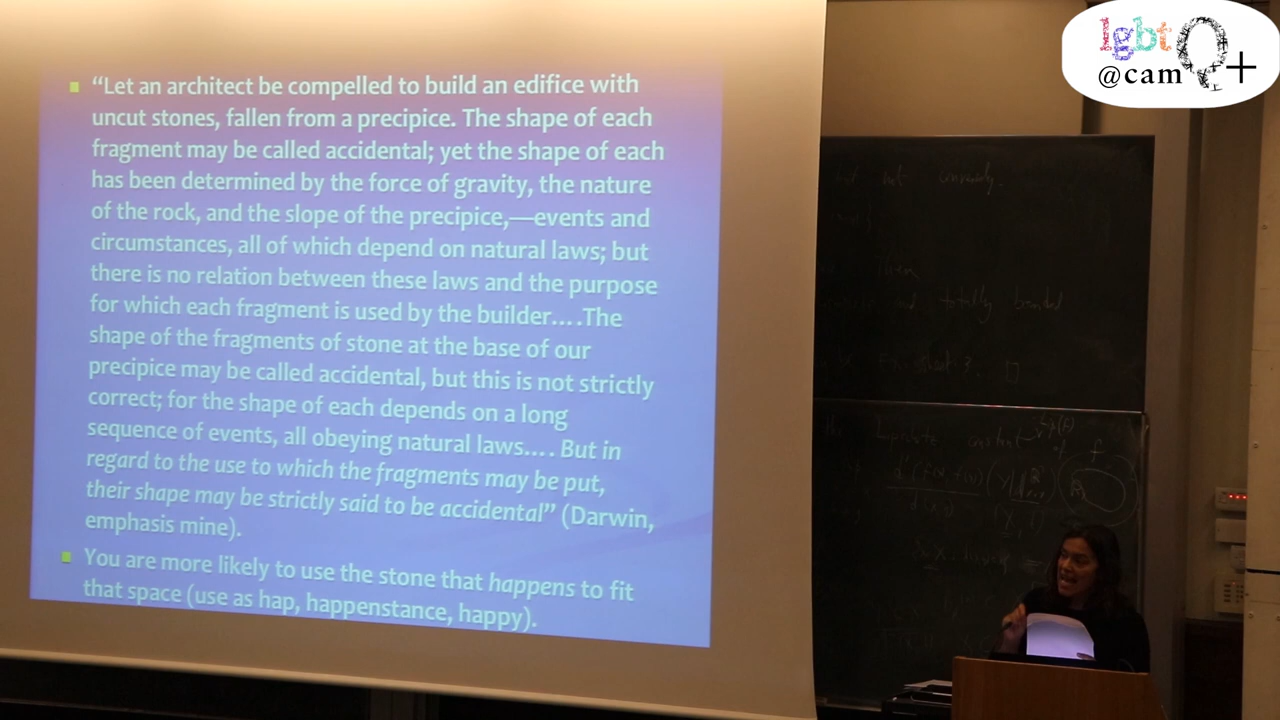 lgbt
@cam Q+
“Let an architect be compelled to build an edifice with
uncut stones, fallen from a precipice. The shape of each
fragment may be called accidental; yet the shape of each
has been determined by the force of gravity, the nature
of the rock, and the slope of the precipice,—events and
circumstances, all of which depend on natural laws; but
there is no relation between these laws and the purpose
for which each fragment is used by the builder....The
shape of the fragments of stone at the base of our
precipice may be called accidental, but this is not strictly
correct; for the shape of each depends on a long
sequence of events, all obeying natural laws.... But in
regard to the use to which the fragments may be put,
their shape may be strictly said to be accidental” (Darwin,
emphasis mine).
You are more likely to use the stone that happens to fit
that space (use as hap, happenstance, happy).
not conversely.
totally bounded
constant